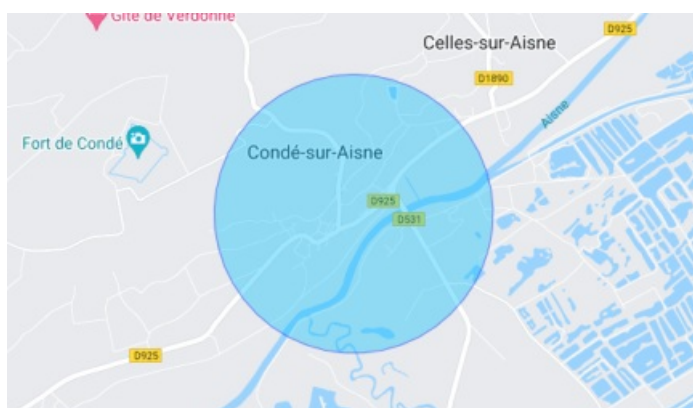 Gîte de Verdonne
D925
Celles-sur-Aisne
D1890
Aisne
Fort de Condé
Condé-sur-Aisne
D925
D531
D925